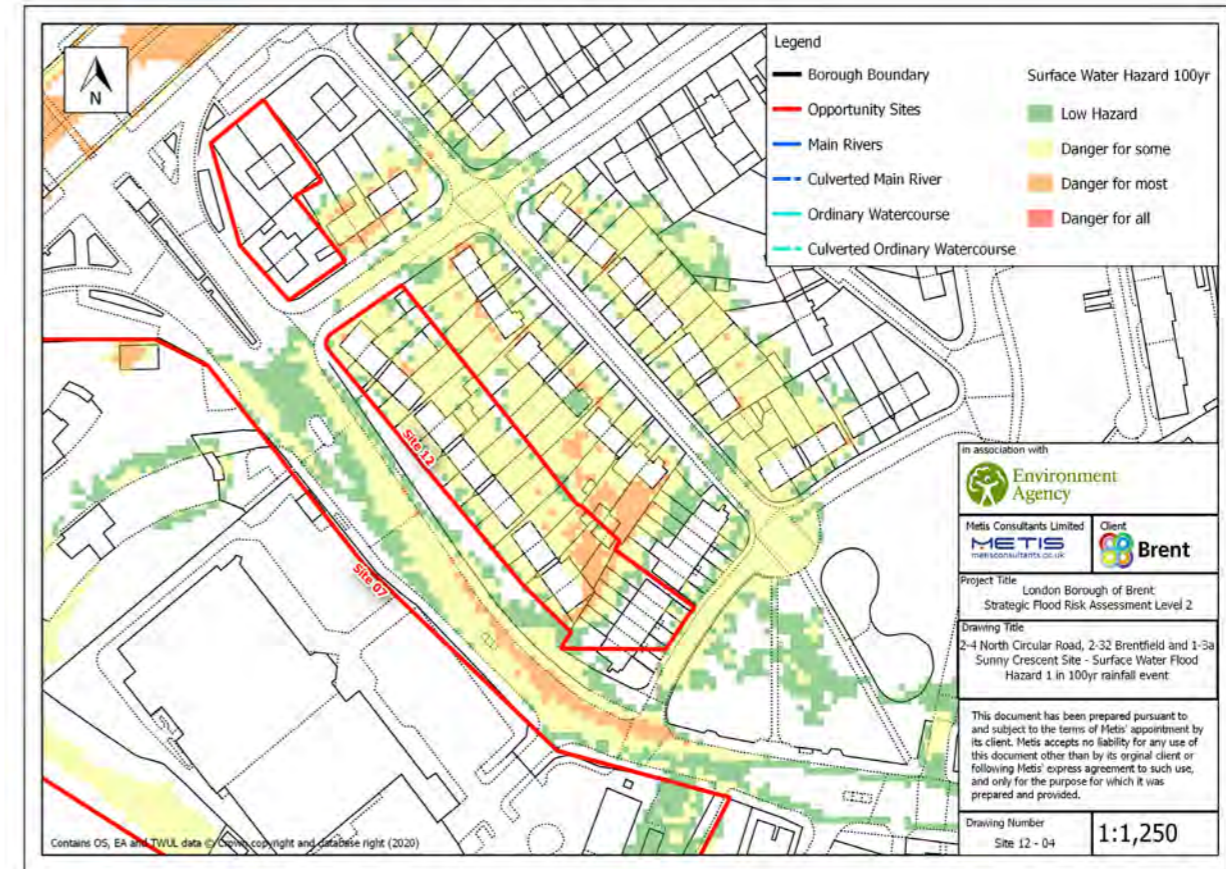 N
Legend
Borough Boundary
Opportunity Sites
Main Rivers
Culverted Main River
Ordinary Watercourse
Culverted Ordinary Watercourse
Surface Water Hazard 100yr
Low Hazard
Danger for some
Danger for most
Danger for all
Site 12
Site 07
in association with
Environment
Agency
Metis Consultants Limited
METIS
metisconsultants.co.uk
Client
Brent
Project Title
London Borough of Brent
Strategic Flood Risk Assessment Level 2
Drawing Title
2-4 North Circular Road, 2-32 Brentfield and 1-3a
Sunny Crescent Site - Surface Water Flood
Hazard 1 in 100yr rainfall event
This document has been prepared pursuant to
and subject to the terms of Metis' appointment by
its client. Metis accepts no liability for any use of
this document other than by its orginal client or
following Metis' express agreement to such use,
and only for the purpose for which it was
prepared and provided.
Drawing Number
Site 12 - 04
1:1,250
Contains OS, EA and TWUL data © Crown copyright and database right (2020)